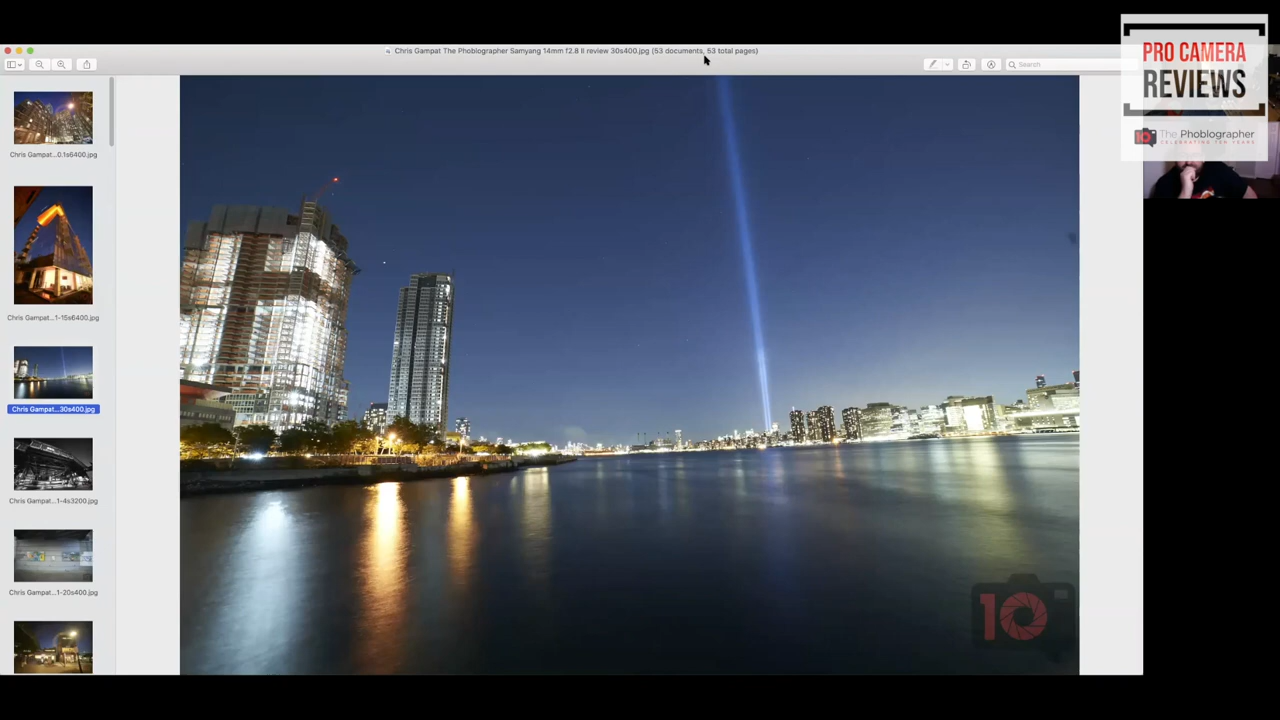 Chris Gampat The Phoblographer Samyang 14mm f2.8 II review 30s400.jpg (53 documents, 53 total pages)
Search
PRO CAMERA
REVIEWS
The Phoblographer
CELEBRATING TEN YEARS
10
Chris Gampat...0.1s6400.jpg
Chris Gampat...1-15s6400.jpg
Chris Gampat...30s400.jpg
Chris Gampat...1-4s3200.jpg
Chris Gampat...1-20s400.jpg
10